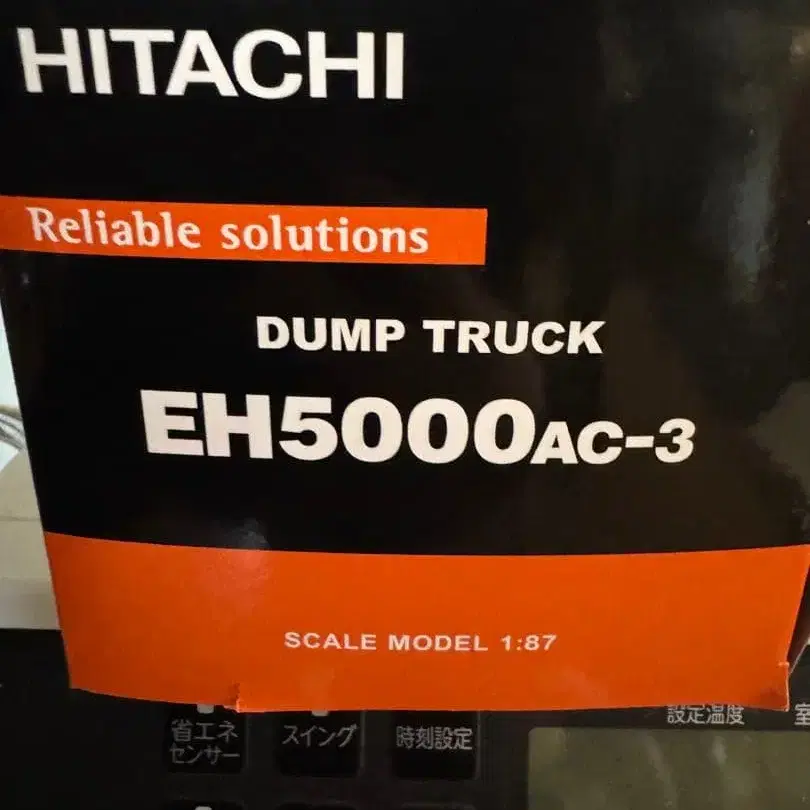 HITACHI
Reliable solutions
DUMP TRUCK
EH5000AC-3
SCALE MODEL 1:87
設定温度
省エネ
センサー
スイング
時刻設定